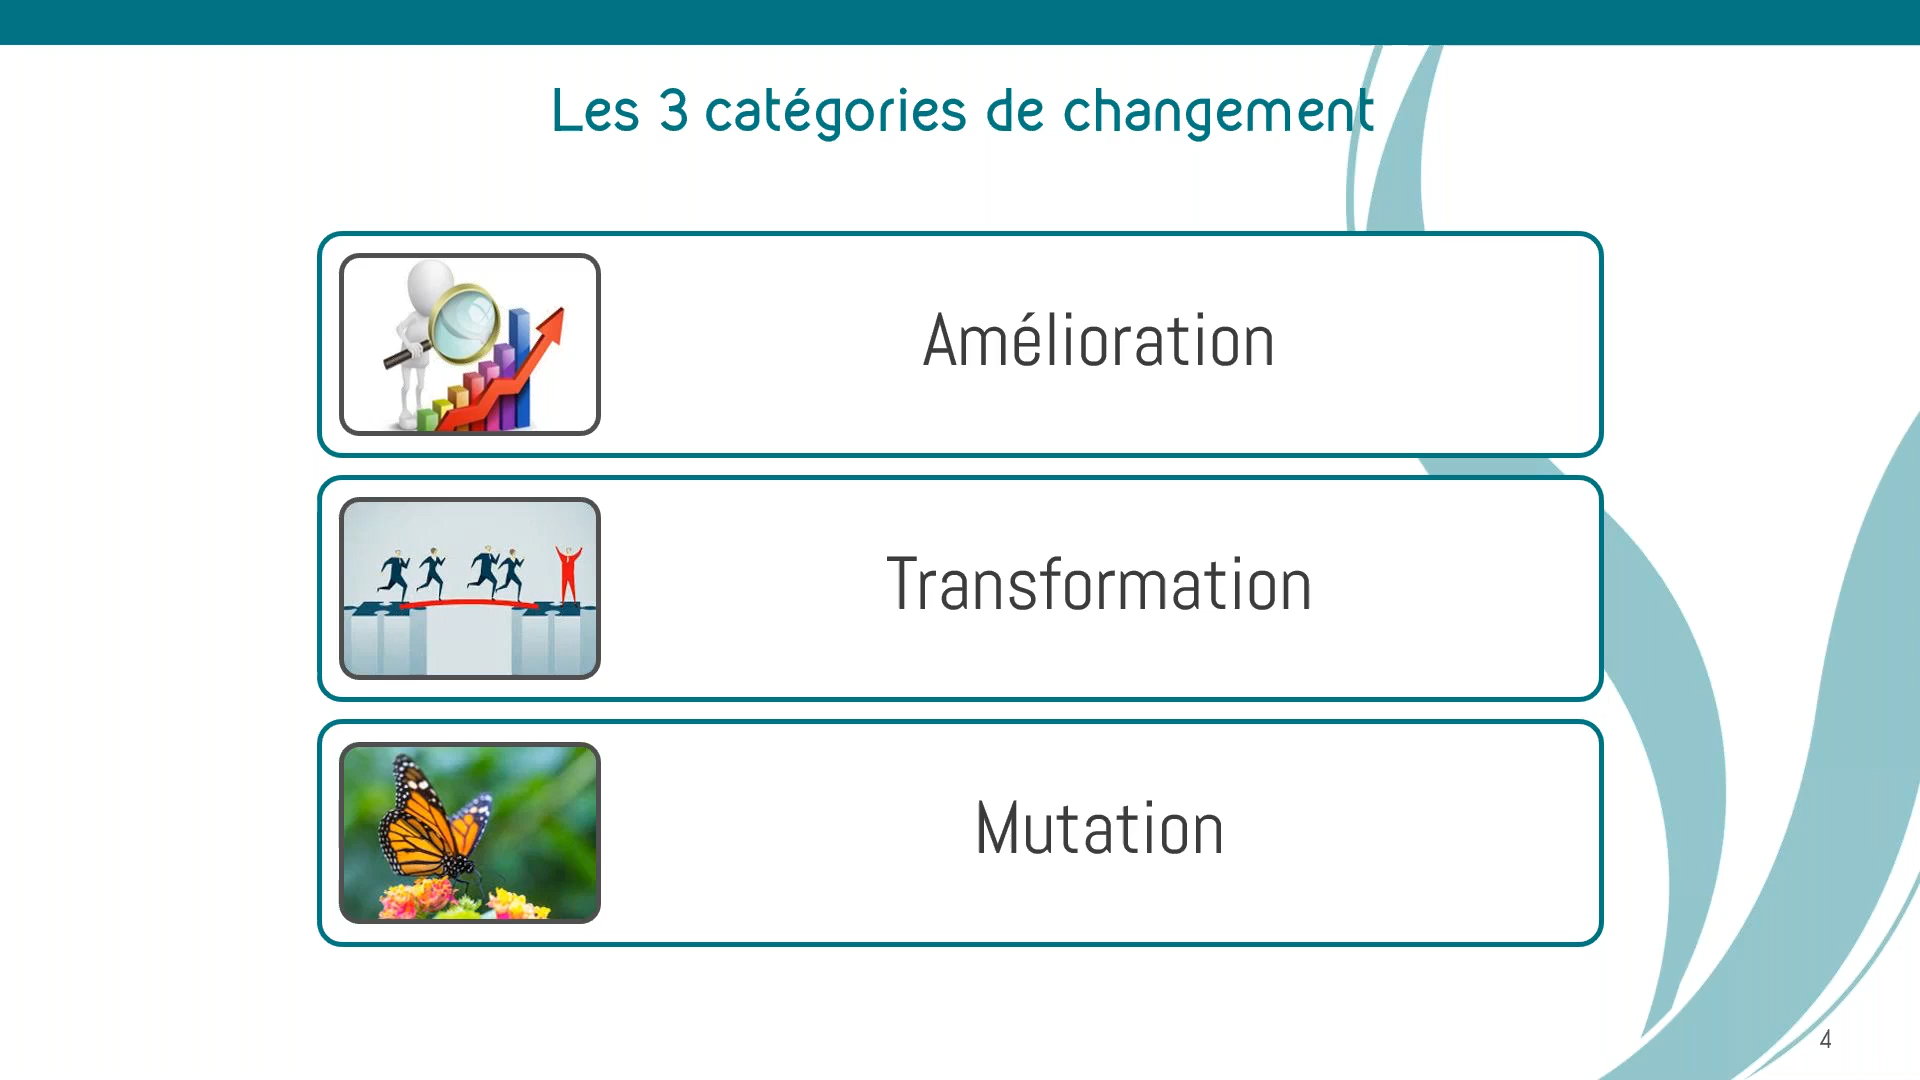 Les 3 catégories de changement
Amélioration
Transformation
Mutation
4